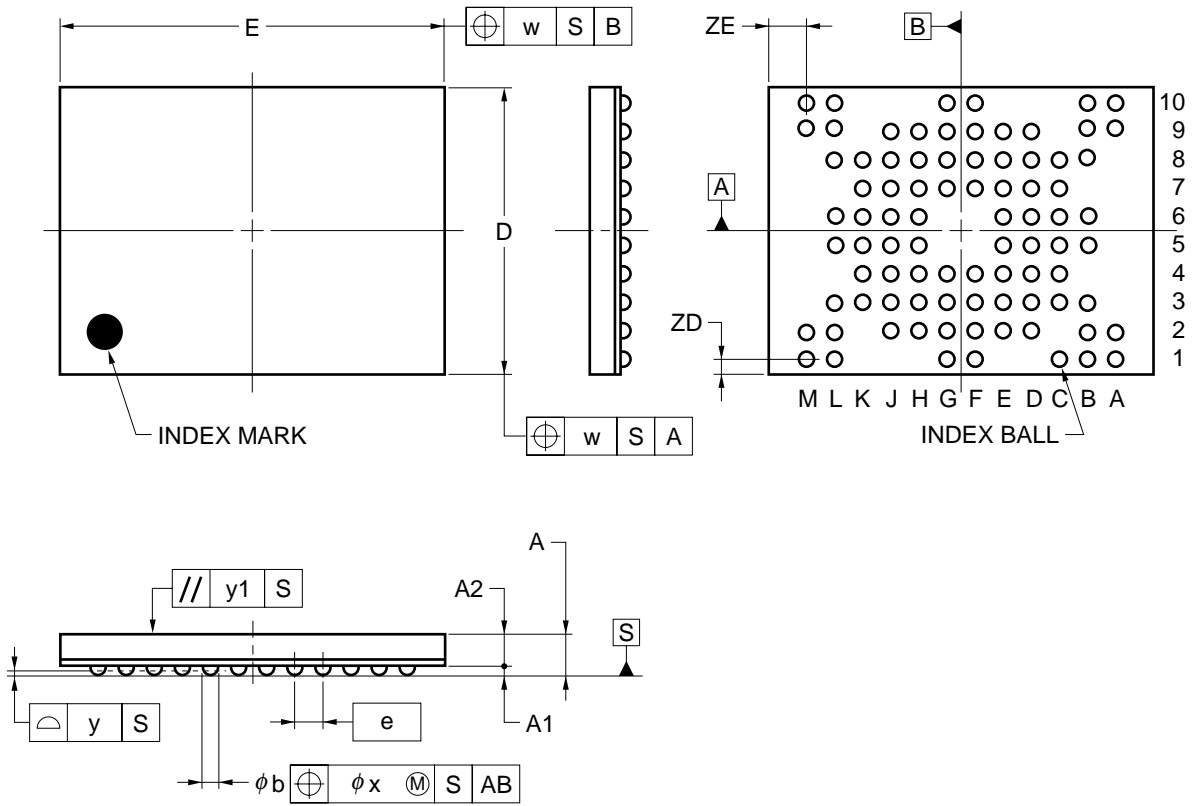 E
w S B
ZE
B
10
9
8
7
A
6
D
5
4
3
ZD
2
1
M L K J H G F E D C B A
INDEX MARK
INDEX BALL
w S A
A
// y1 S
A2
S
y S
e
A1
φb φx Ⓜ S AB